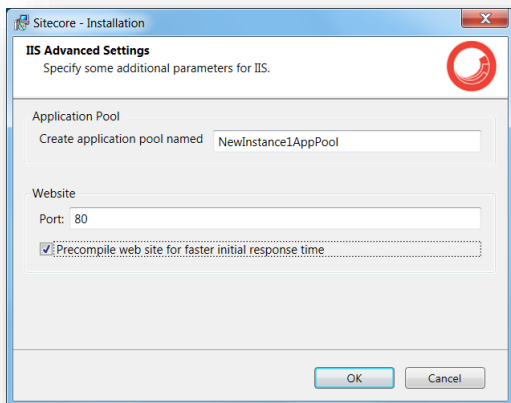 Sitecore - Installation
IIS Advanced Settings
Specify some additional parameters for IIS.
Application Pool
Create application pool named NewInstance1AppPool
Website
Port: 80
Precompile web site for faster initial response time
OK Cancel